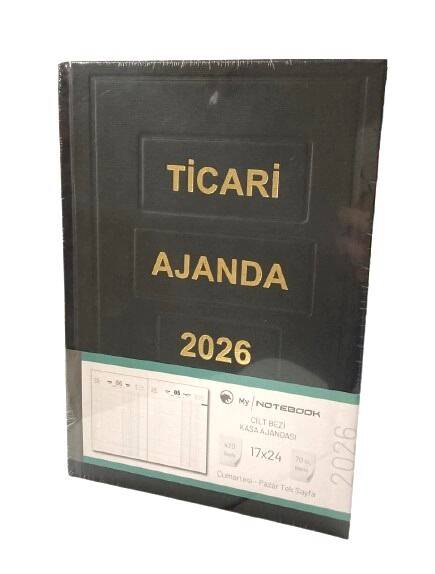 TİCARİ
AJANDA
2026
My NOTEBOOK
CİLT BEZİ
KASA AJANDASI
17x24
Cumartesi - Pazar Tek Sayfa
2026